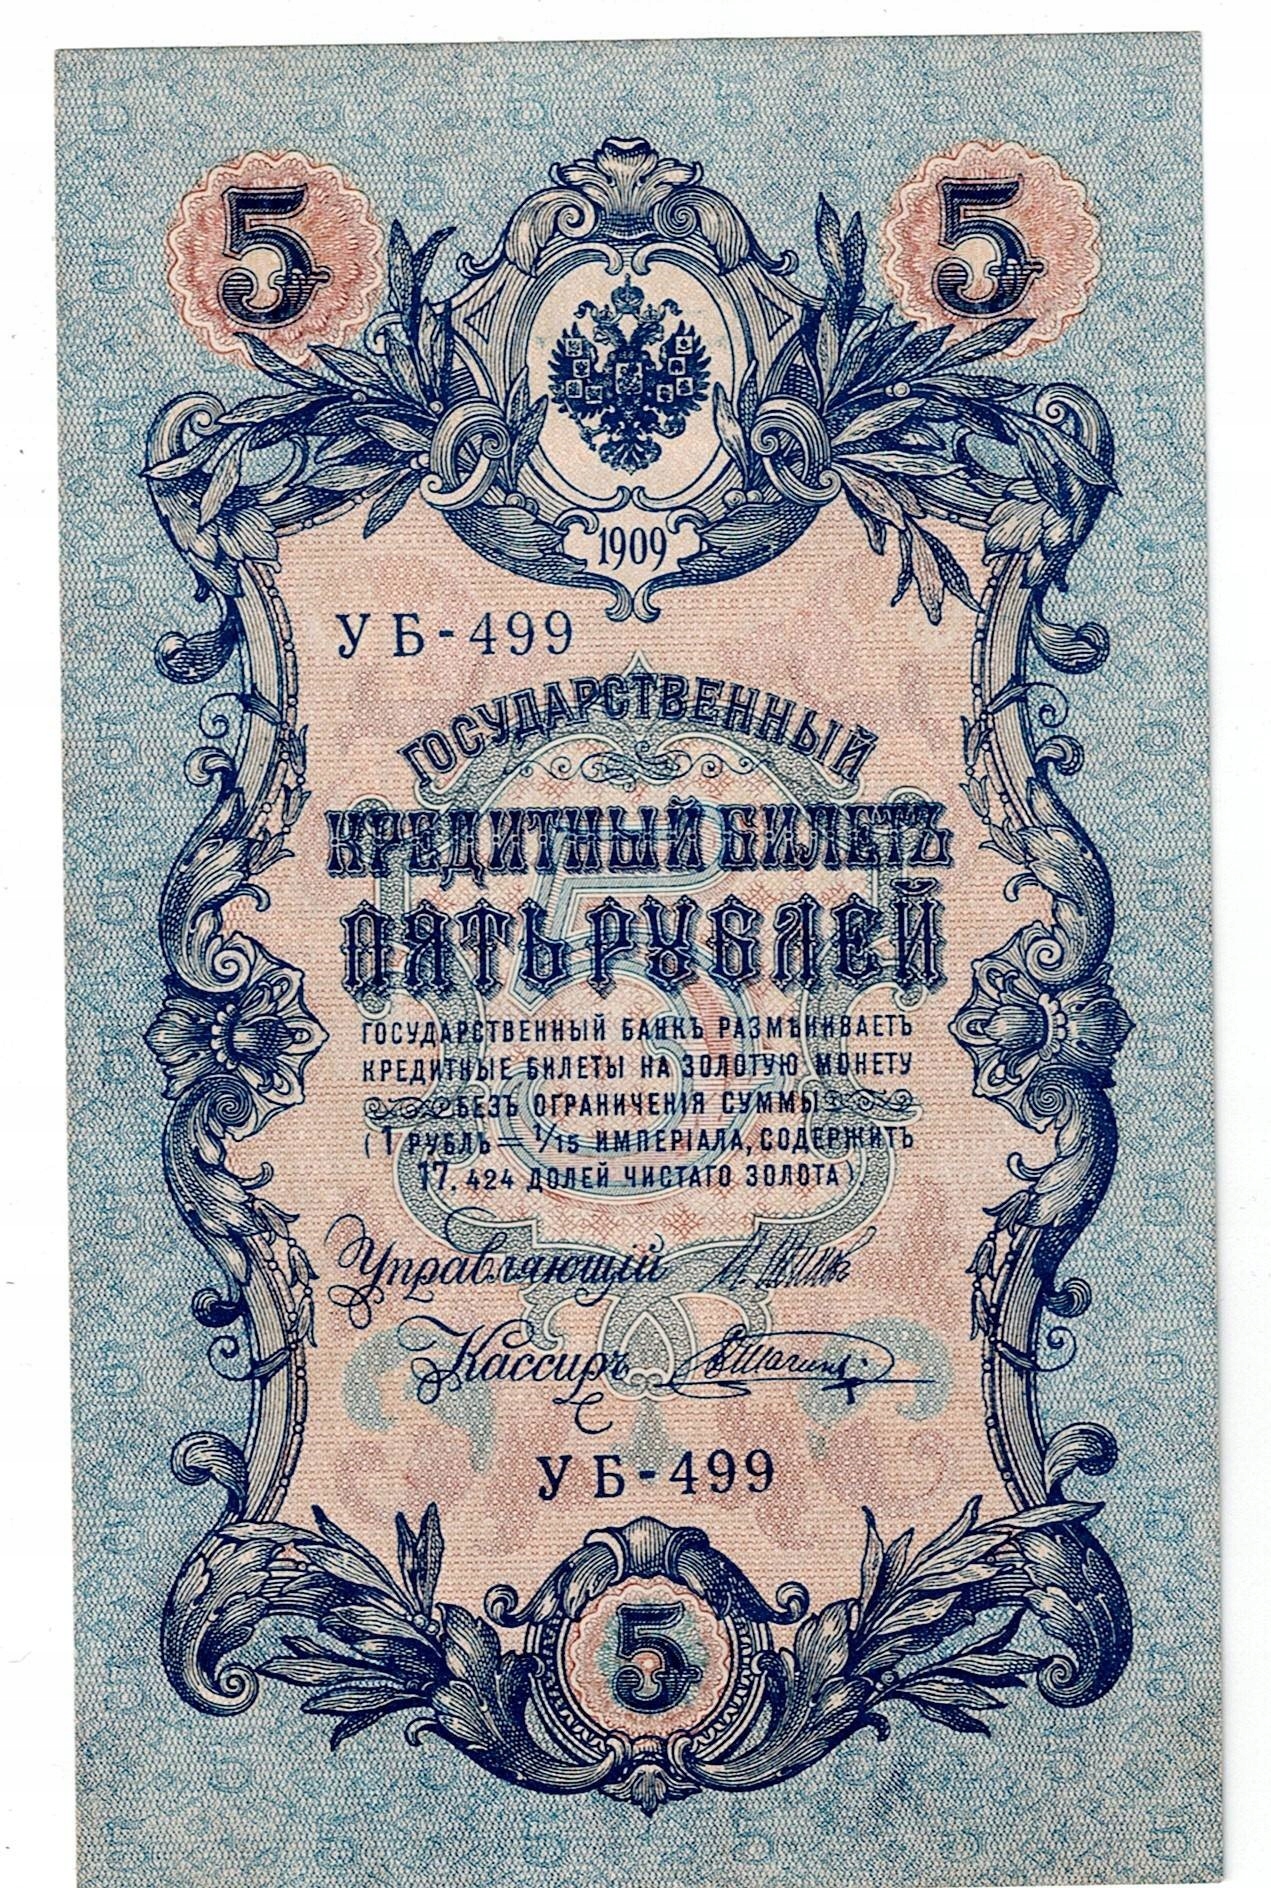 5 5
1909
УБ-499
ГОСУДАРСТВЕННЫЙ
КРЕДИТНЫЙ БИЛЕТЪ
ПЯТЬ РУБЛЕЙ
ГОСУДАРСТВЕННЫЙ БАНКЪ РАЗМѢНИВАЕТЪ
КРЕДИТНЫЕ БИЛЕТЫ НА ЗОЛОТУЮ МОНЕТУ
БЕЗЪ ОГРАНИЧЕНІЯ СУММЫ
(1 РУБЛЬ = 1/15 ИМПЕРІАЛА, СОДЕРЖИТЪ
17,424 ДОЛЕЙ ЧИСТАГО ЗОЛОТА).
Управляющій И. Шиповъ
Кассиръ
УБ-499
5